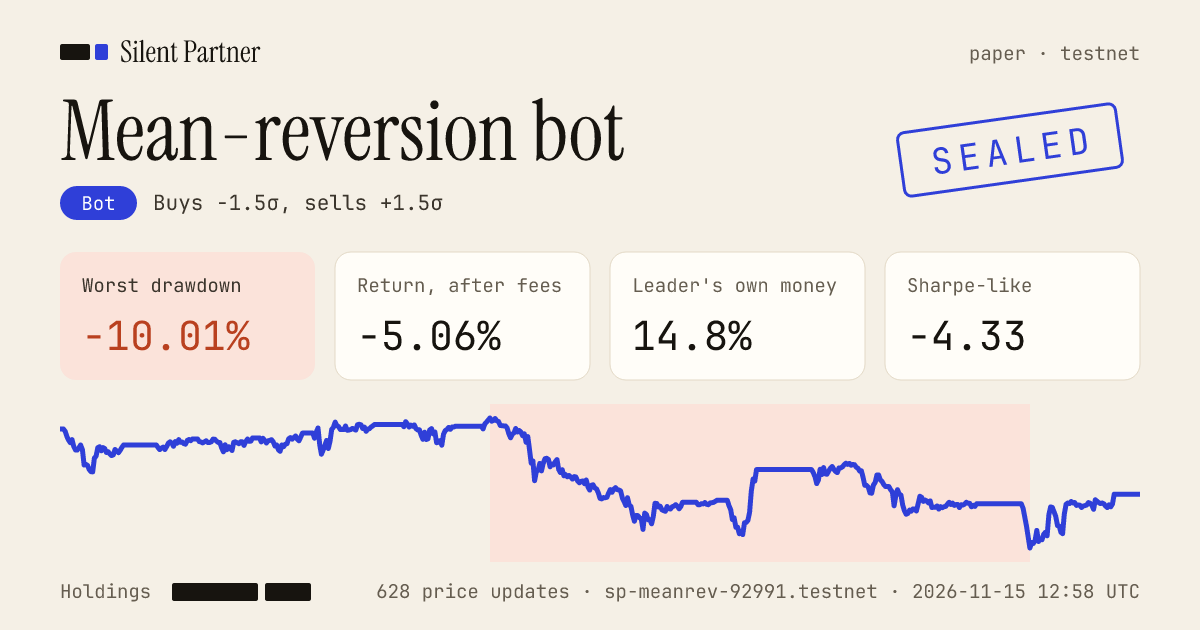 Silent Partner
paper · testnet
Mean-reversion bot
SEALED
Bot Buys -1.5σ, sells +1.5σ
Worst drawdown
-10.01%
Return, after fees
-5.06%
Leader's own money
14.8%
Sharpe-like
-4.33
Holdings
628 price updates · sp-meanrev-92991.testnet · 2026-11-15 12:58 UTC